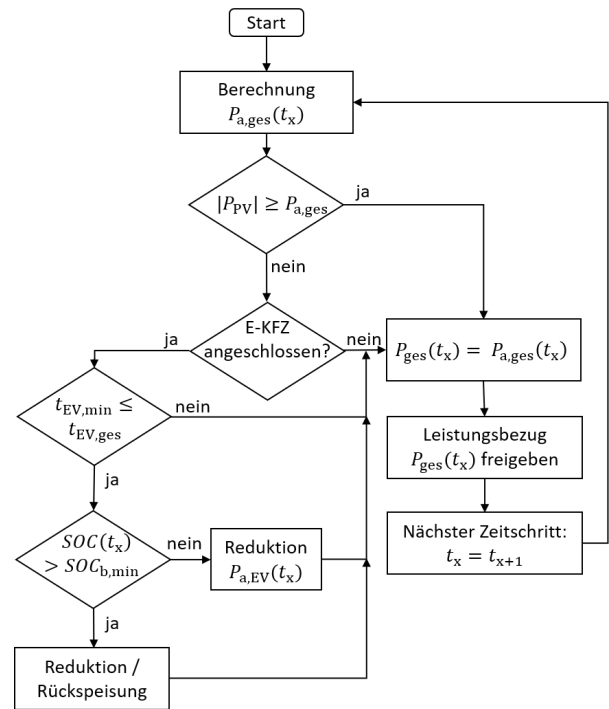 Start
Berechnung
P_a,ges(t_x)
|P_PV| ≥ P_a,ges
ja
nein
E-KFZ
angeschlossen?
ja
nein
P_ges(t_x) = P_a,ges(t_x)
t_EV,min ≤
t_EV,ges
nein
ja
Leistungsbezug
P_ges(t_x) freigeben
SOC(t_x)
> SOC_b,min
nein
ja
Reduktion
P_a,EV(t_x)
Nächster Zeitschritt:
t_x = t_x+1
Reduktion /
Rückspeisung